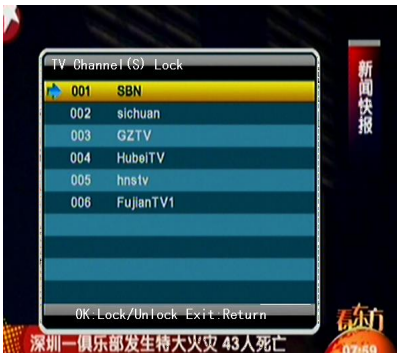 TV Channel(S) Lock
001 SBN
002 sichuan
003 GZTV
004 HubeiTV
005 hnstv
006 FujianTV1
OK:Lock/Unlock Exit:Return
新闻快报
看东方
深圳一俱乐部发生特大火灾 43人死亡
07:59